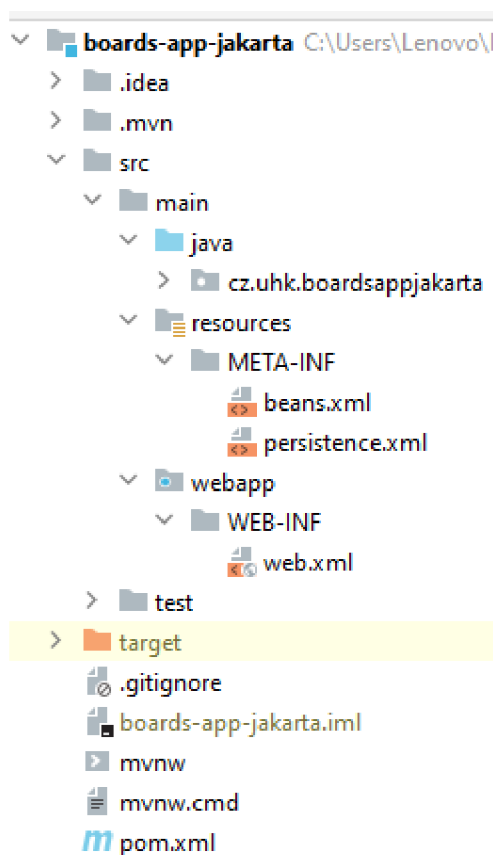 boards-app-jakarta C:\Users\Lenovo\
.idea
.mvn
src
main
java
cz.uhk.boardsappjakarta
resources
META-INF
beans.xml
persistence.xml
webapp
WEB-INF
web.xml
test
target
.gitignore
boards-app-jakarta.iml
mvnw
mvnw.cmd
pom.xml